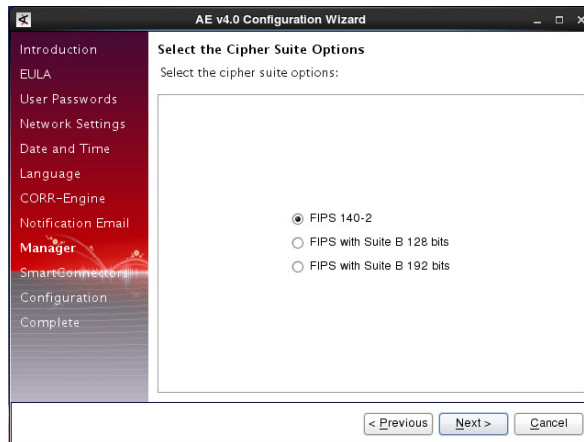 AE v4.0 Configuration Wizard
Introduction
EULA
User Passwords
Network Settings
Date and Time
Language
CORR-Engine
Notification Email
Manager
SmartConnectors
Configuration
Complete
Select the Cipher Suite Options
Select the cipher suite options:
FIPS 140-2
FIPS with Suite B 128 bits
FIPS with Suite B 192 bits
< Previous Next > Cancel